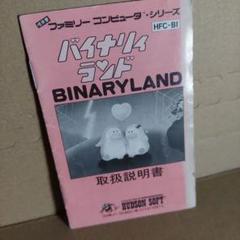 ファミリー コンピュータ・シリーズ
HFC-BI
バイナリィ
ランド
BINARYLAND
取扱説明書
HUDSON SOFT